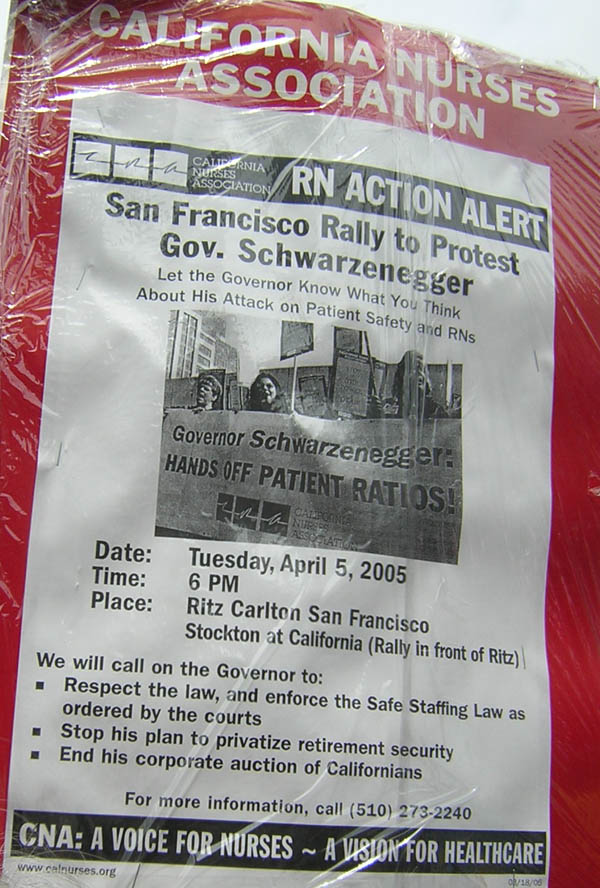 CALIFORNIA NURSES
ASSOCIATION
CALIFORNIA
NURSES
ASSOCIATION
RN ACTION ALERT
San Francisco Rally to Protest
Gov. Schwarzenegger
Let the Governor Know What You Think
About His Attack on Patient Safety and RNs
Governor Schwarzenegger:
HANDS OFF PATIENT RATIOS!
CALIFORNIA
NURSES
ASSOCIATION
Date: Tuesday, April 5, 2005
Time: 6 PM
Place: Ritz Carlton San Francisco
Stockton at California (Rally in front of Ritz)
We will call on the Governor to:
▪ Respect the law, and enforce the Safe Staffing Law as
ordered by the courts
▪ Stop his plan to privatize retirement security
▪ End his corporate auction of Californians
For more information, call (510) 273-2240
CNA: A VOICE FOR NURSES ~ A VISION FOR HEALTHCARE
www.calnurses.org